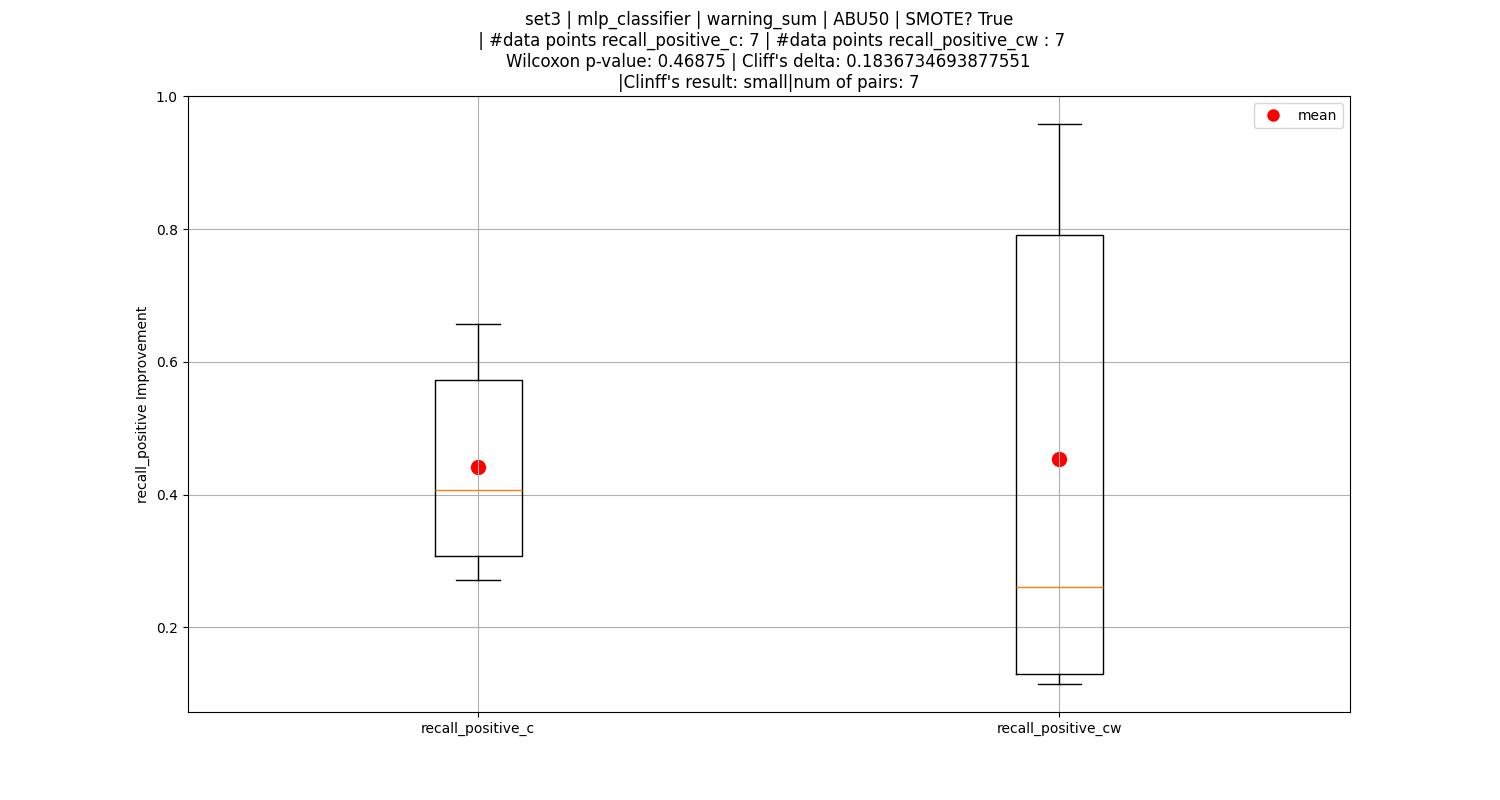 set3 | mlp_classifier | warning_sum | ABU50 | SMOTE? True
| #data points recall_positive_c: 7 | #data points recall_positive_cw : 7
Wilcoxon p-value: 0.46875 | Cliff's delta: 0.1836734693877551
|Clinff's result: small|num of pairs: 7
mean
recall_positive Improvement
1.0
0.8
0.6
0.4
0.2
recall_positive_c
recall_positive_cw